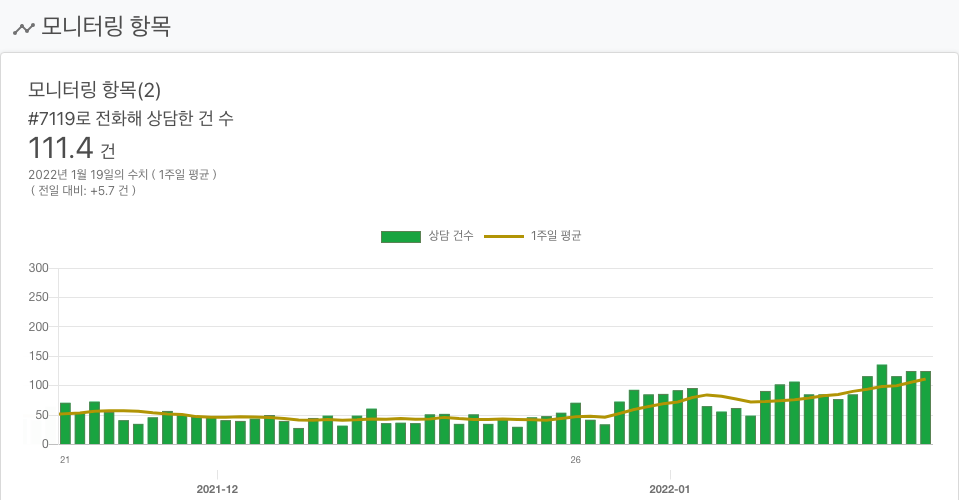 모니터링 항목
모니터링 항목(2)
#7119로 전화해 상담한 건 수
111.4 건
2022년 1월 19일의 수치 ( 1주일 평균 )
( 전일 대비: +5.7 건 )
상담 건수 1주일 평균
300
250
200
150
100
50
0
21 26
2021-12 2022-01